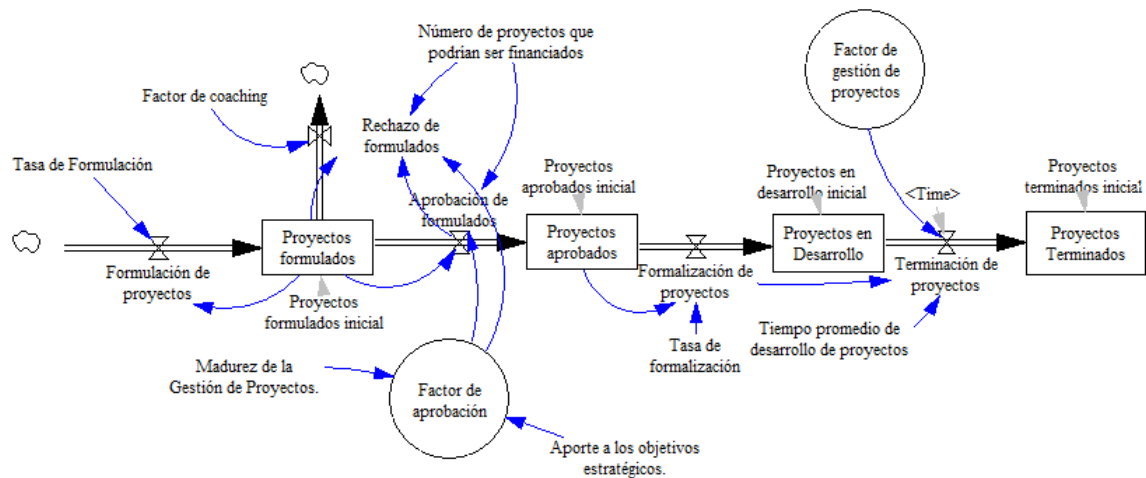 Número de proyectos que
podrían ser financiados
Factor de
gestión de
proyectos
Factor de coaching
Rechazo de
formulados
Tasa de Formulación
Proyectos
aprobados inicial
Proyectos en
desarrollo inicial
<Time>
Proyectos
terminados inicial
Aprobación de
formulados
Proyectos
formulados
Proyectos
aprobados
Proyectos en
Desarrollo
Proyectos
Terminados
Formulación de
proyectos
Formalización de
proyectos
Terminación de
proyectos
Proyectos
formulados inicial
Tiempo promedio de
desarrollo de proyectos
Tasa de
formalización
Madurez de la
Gestión de Proyectos.
Factor de
aprobación
Aporte a los objetivos
estratégicos.